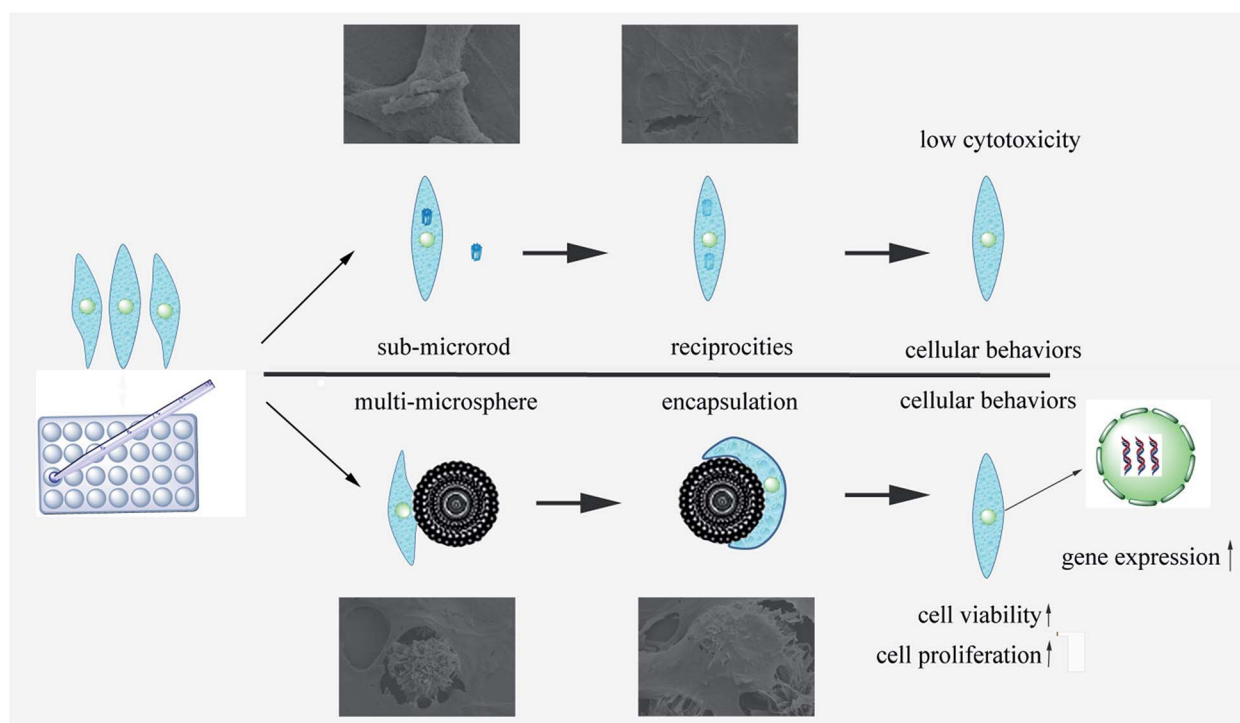 low cytotoxicity
sub-microrod
reciprocities
cellular behaviors
multi-microsphere
encapsulation
cellular behaviors
gene expression ↑
cell viability ↑
cell proliferation ↑